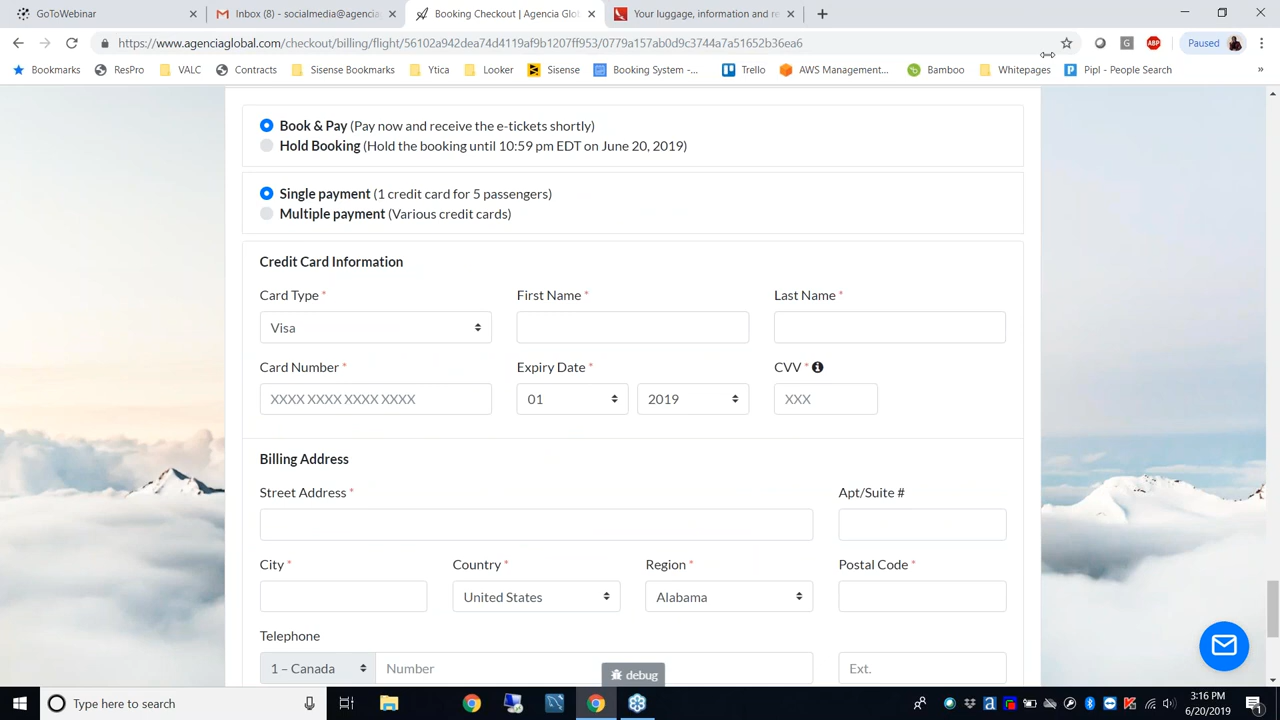 GoToWebinar
Inbox (8) - socialmedia@agencia
Booking Checkout | Agencia Glob
Your luggage, information and re
https://www.agenciaglobal.com/checkout/billing/flight/56102a942dea74d4119af9b1207ff953/0779a157ab0d9c3744a7a51652b36ea6
G
ABP
Paused
Bookmarks
ResPro
VALC
Contracts
Sisense Bookmarks
Ytica
Looker
Sisense
Booking System -...
Trello
AWS Management...
Bamboo
Whitepages
Pipl - People Search
»
Book & Pay (Pay now and receive the e-tickets shortly)
Hold Booking (Hold the booking until 10:59 pm EDT on June 20, 2019)
Single payment (1 credit card for 5 passengers)
Multiple payment (Various credit cards)
Credit Card Information
Card Type *
First Name *
Last Name *
Visa
Card Number *
Expiry Date *
CVV *
XXXX XXXX XXXX XXXX
01
2019
XXX
Billing Address
Street Address *
Apt/Suite #
City *
Country *
Region *
Postal Code *
United States
Alabama
Telephone
1 – Canada
Number
Ext.
debug
Type here to search
3:16 PM
6/20/2019